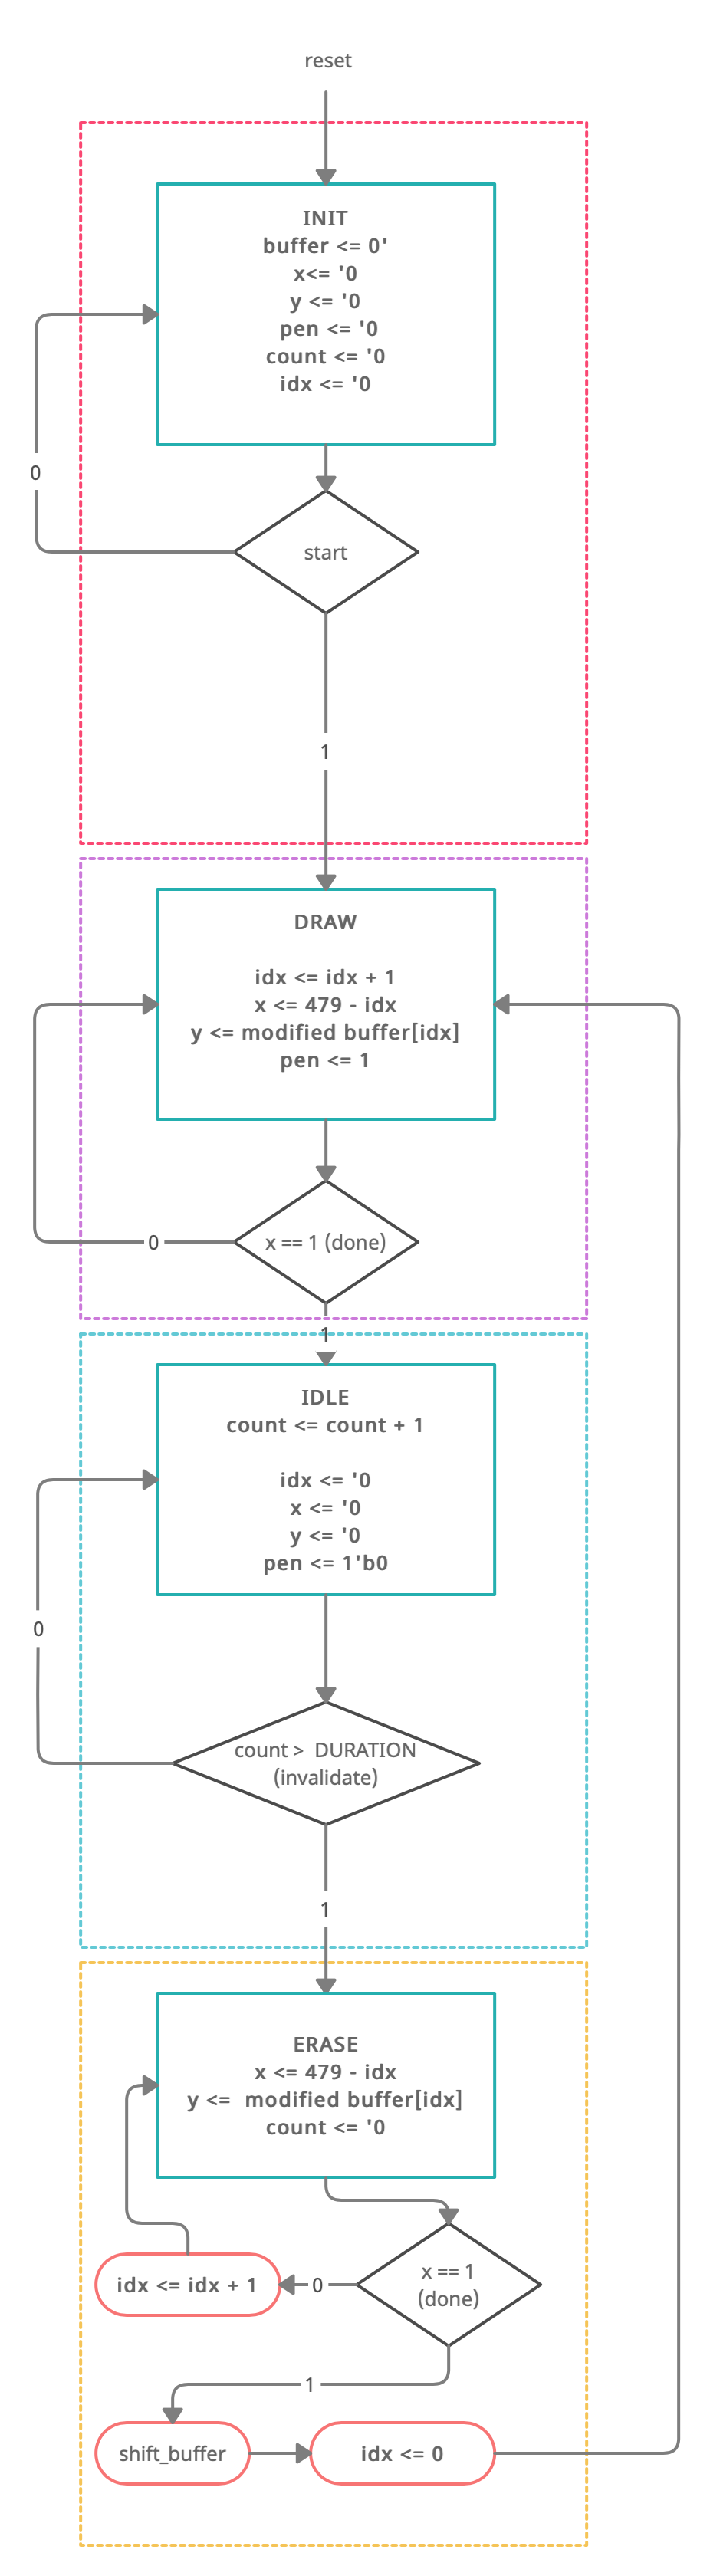 reset
INIT
buffer <= 0'
x<= '0
y <= '0
pen <= '0
count <= '0
idx <= '0
0
start
1
DRAW
idx <= idx + 1
x <= 479 - idx
y <= modified buffer[idx]
pen <= 1
0
x == 1 (done)
1
IDLE
count <= count + 1
idx <= '0
x <= '0
y <= '0
pen <= 1'b0
0
count > DURATION
(invalidate)
1
ERASE
x <= 479 - idx
y <= modified buffer[idx]
count <= '0
x == 1
(done)
idx <= idx + 1
0
1
shift_buffer
idx <= 0